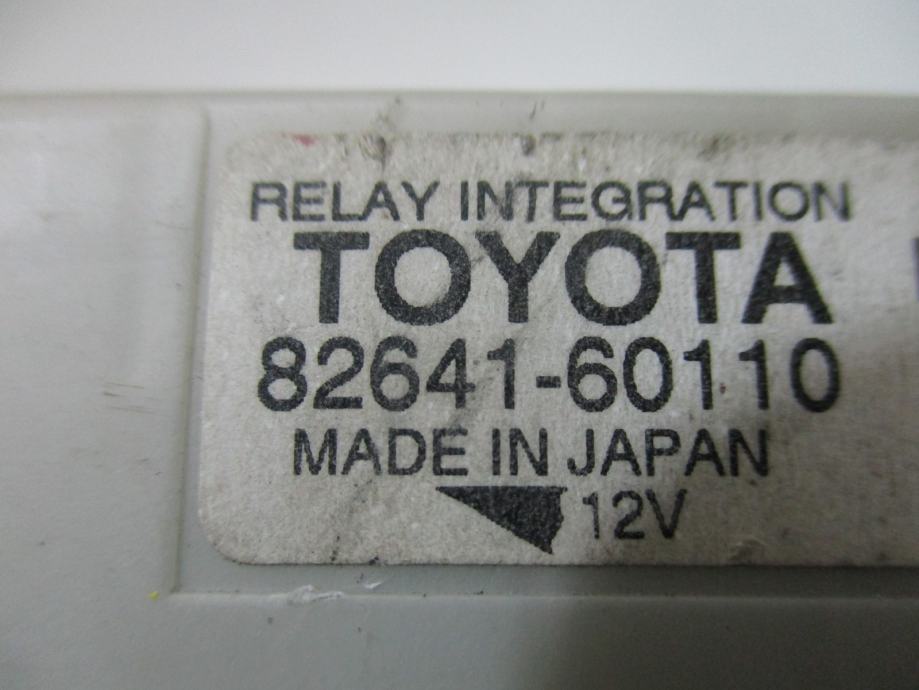 RELAY INTEGRATION
TOYOTA
82641-60110
MADE IN JAPAN
12V